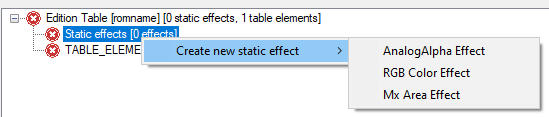 Edition Table [romname] [0 static effects, 1 table elements]
Static effects [0 effects]
TABLE_ELEME
Create new static effect
AnalogAlpha Effect
RGB Color Effect
Mx Area Effect